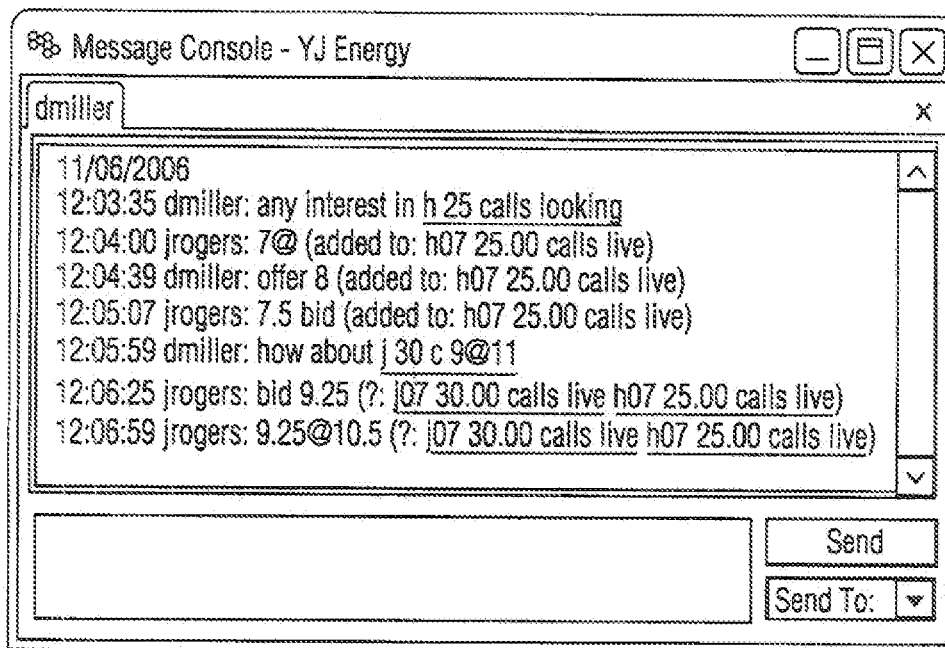 Message Console - YJ Energy
dmiller
x
11/06/2006
12:03:35 dmiller: any interest in h 25 calls looking
12:04:00 jrogers: 7@ (added to: h07 25.00 calls live)
12:04:39 dmiller: offer 8 (added to: h07 25.00 calls live)
12:05:07 jrogers: 7.5 bid (added to: h07 25.00 calls live)
12:05:59 dmiller: how about j 30 c 9@11
12:06:25 jrogers: bid 9.25 (?: j07 30.00 calls live h07 25.00 calls live)
12:06:59 jrogers: 9.25@10.5 (?: j07 30.00 calls live h07 25.00 calls live)
Send
Send To: